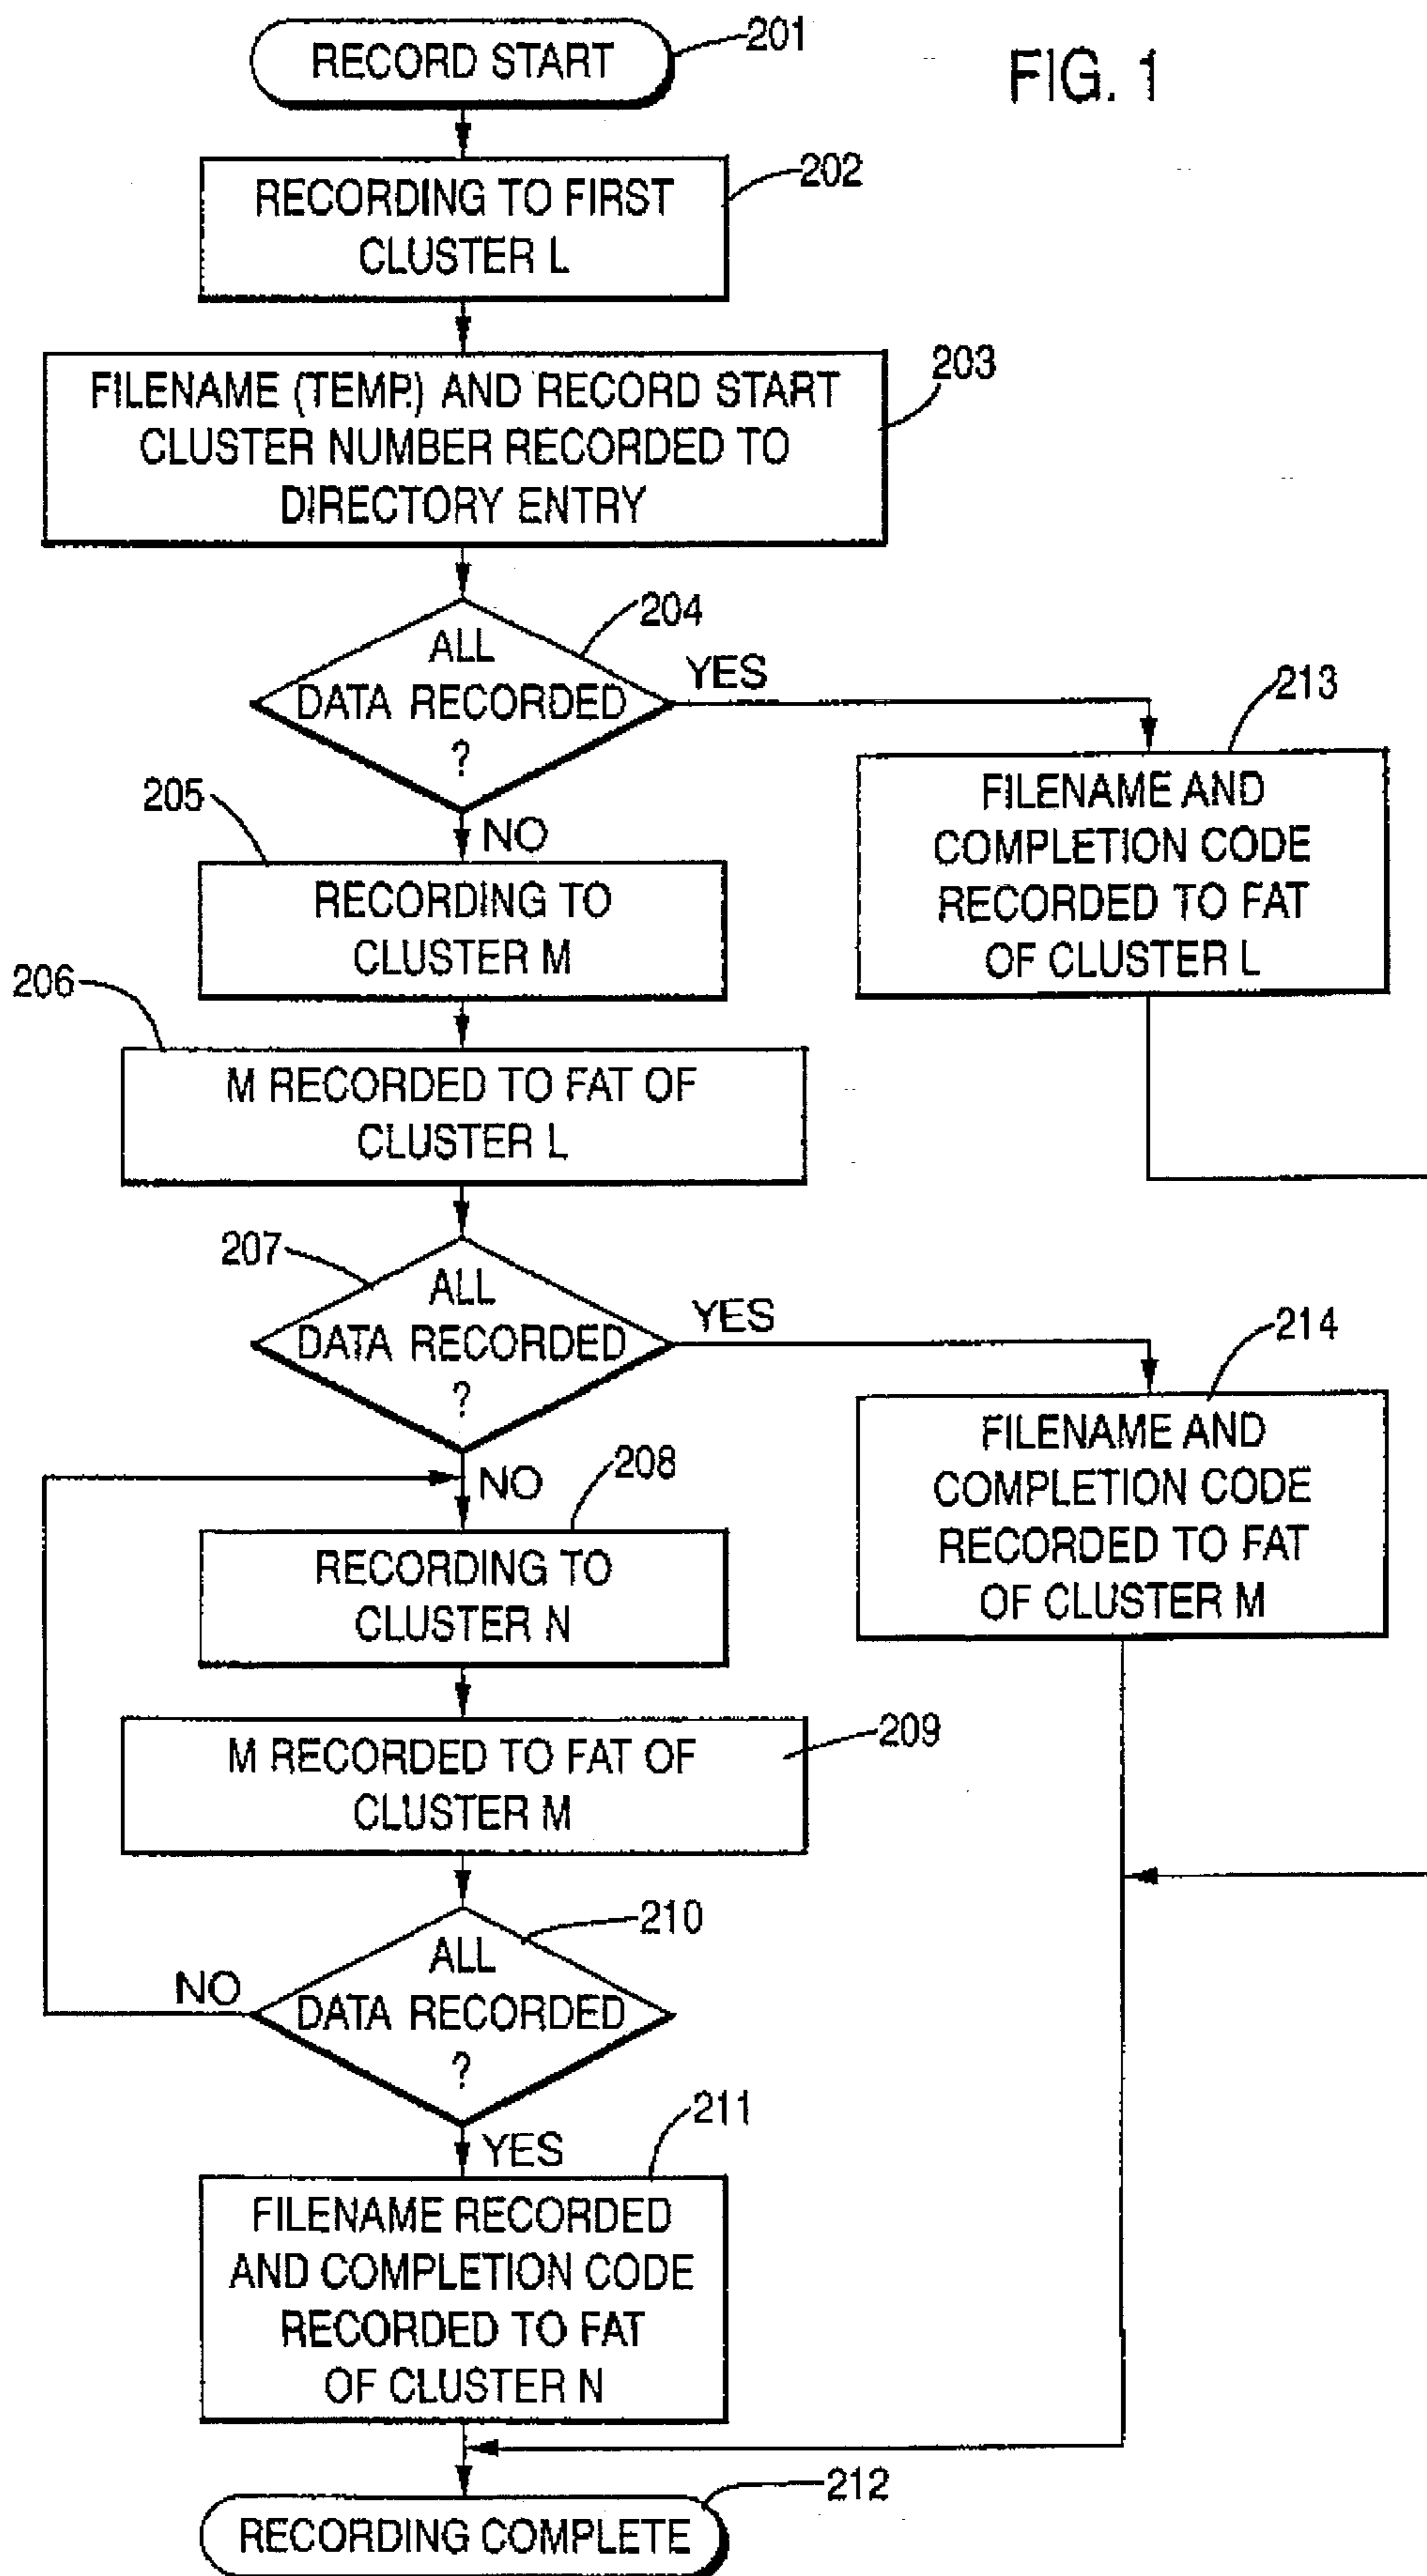 FIG. 1
RECORD START
201
RECORDING TO FIRST
CLUSTER L
202
FILENAME (TEMP.) AND RECORD START
CLUSTER NUMBER RECORDED TO
DIRECTORY ENTRY
203
ALL
DATA RECORDED
?
204
YES
NO
213
FILENAME AND
COMPLETION CODE
RECORDED TO FAT
OF CLUSTER L
205
RECORDING TO
CLUSTER M
206
M RECORDED TO FAT OF
CLUSTER L
207
ALL
DATA RECORDED
?
YES
NO
214
FILENAME AND
COMPLETION CODE
RECORDED TO FAT
OF CLUSTER M
208
RECORDING TO
CLUSTER N
209
M RECORDED TO FAT OF
CLUSTER M
210
ALL
DATA RECORDED
?
NO
YES
211
FILENAME RECORDED
AND COMPLETION CODE
RECORDED TO FAT
OF CLUSTER N
212
RECORDING COMPLETE